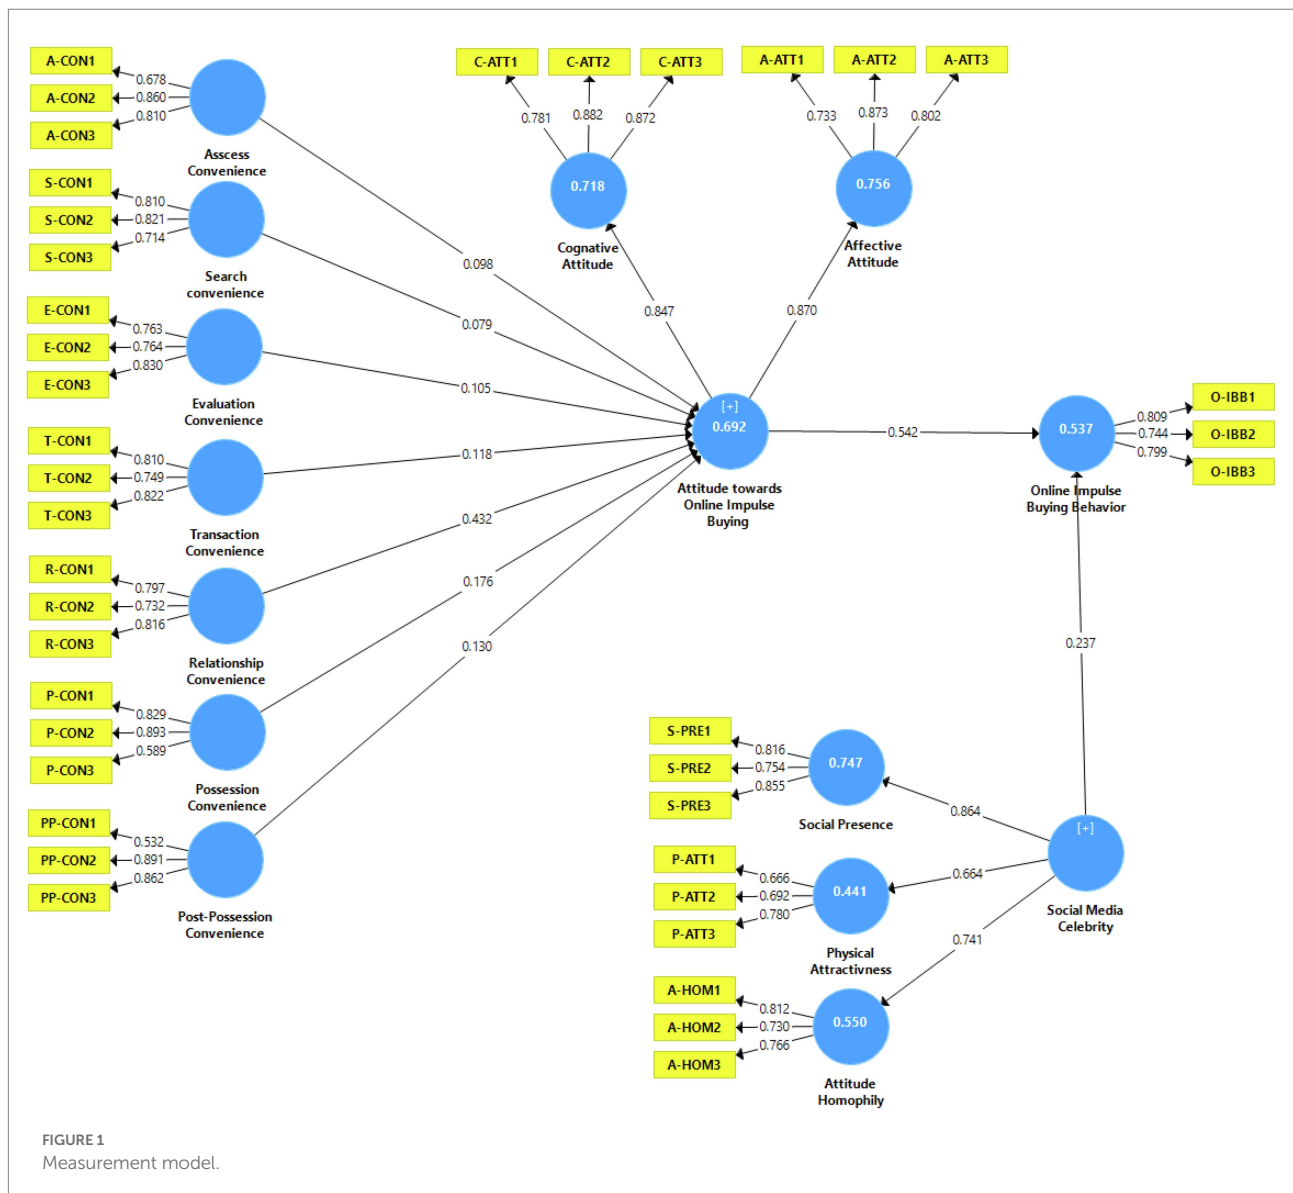 A-CON1
A-CON2
A-CON3
0.678
0.860
0.810
Asscess
Convenience
S-CON1
S-CON2
S-CON3
0.810
0.821
0.714
Search
convenience
E-CON1
E-CON2
E-CON3
0.763
0.764
0.830
Evaluation
Convenience
T-CON1
T-CON2
T-CON3
0.810
0.749
0.822
Transaction
Convenience
R-CON1
R-CON2
R-CON3
0.797
0.732
0.816
Relationship
Convenience
P-CON1
P-CON2
P-CON3
0.829
0.893
0.589
Possession
Convenience
PP-CON1
PP-CON2
PP-CON3
0.532
0.891
0.862
Post-Possession
Convenience
0.098
0.079
0.105
0.118
0.432
0.176
0.130
C-ATT1
C-ATT2
C-ATT3
0.781
0.882
0.872
0.718
Cognative
Attitude
A-ATT1
A-ATT2
A-ATT3
0.733
0.873
0.802
0.756
Affective
Attitude
0.847
0.870
[+]
0.692
Attitude towards
Online Impulse
Buying
0.542
0.537
Online Impulse
Buying Behavior
0.809
0.744
0.799
O-IBB1
O-IBB2
O-IBB3
0.237
S-PRE1
S-PRE2
S-PRE3
0.816
0.754
0.855
0.747
Social Presence
0.864
P-ATT1
P-ATT2
P-ATT3
0.666
0.692
0.780
0.441
Physical
Attractivness
0.664
A-HOM1
A-HOM2
A-HOM3
0.812
0.730
0.766
0.550
Attitude
Homophily
0.741
[+]
Social Media
Celebrity
FIGURE 1
Measurement model.